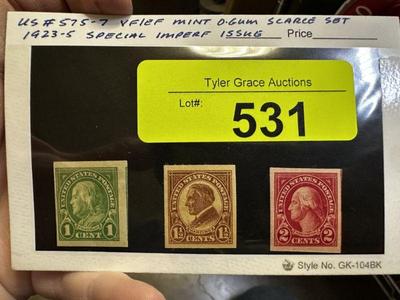 US # 575-7 VF/EF MINT O.GUM SCARCE SET
1923-5 SPECIAL IMPERF ISSUE Price
Tyler Grace Auctions
Lot#:
531
UNITED STATES POSTAGE
1 CENT 1
UNITED STATES POSTAGE
1½ CENTS 1½
UNITED STATES POSTAGE
2 CENTS 2
Style No. GK-104BK